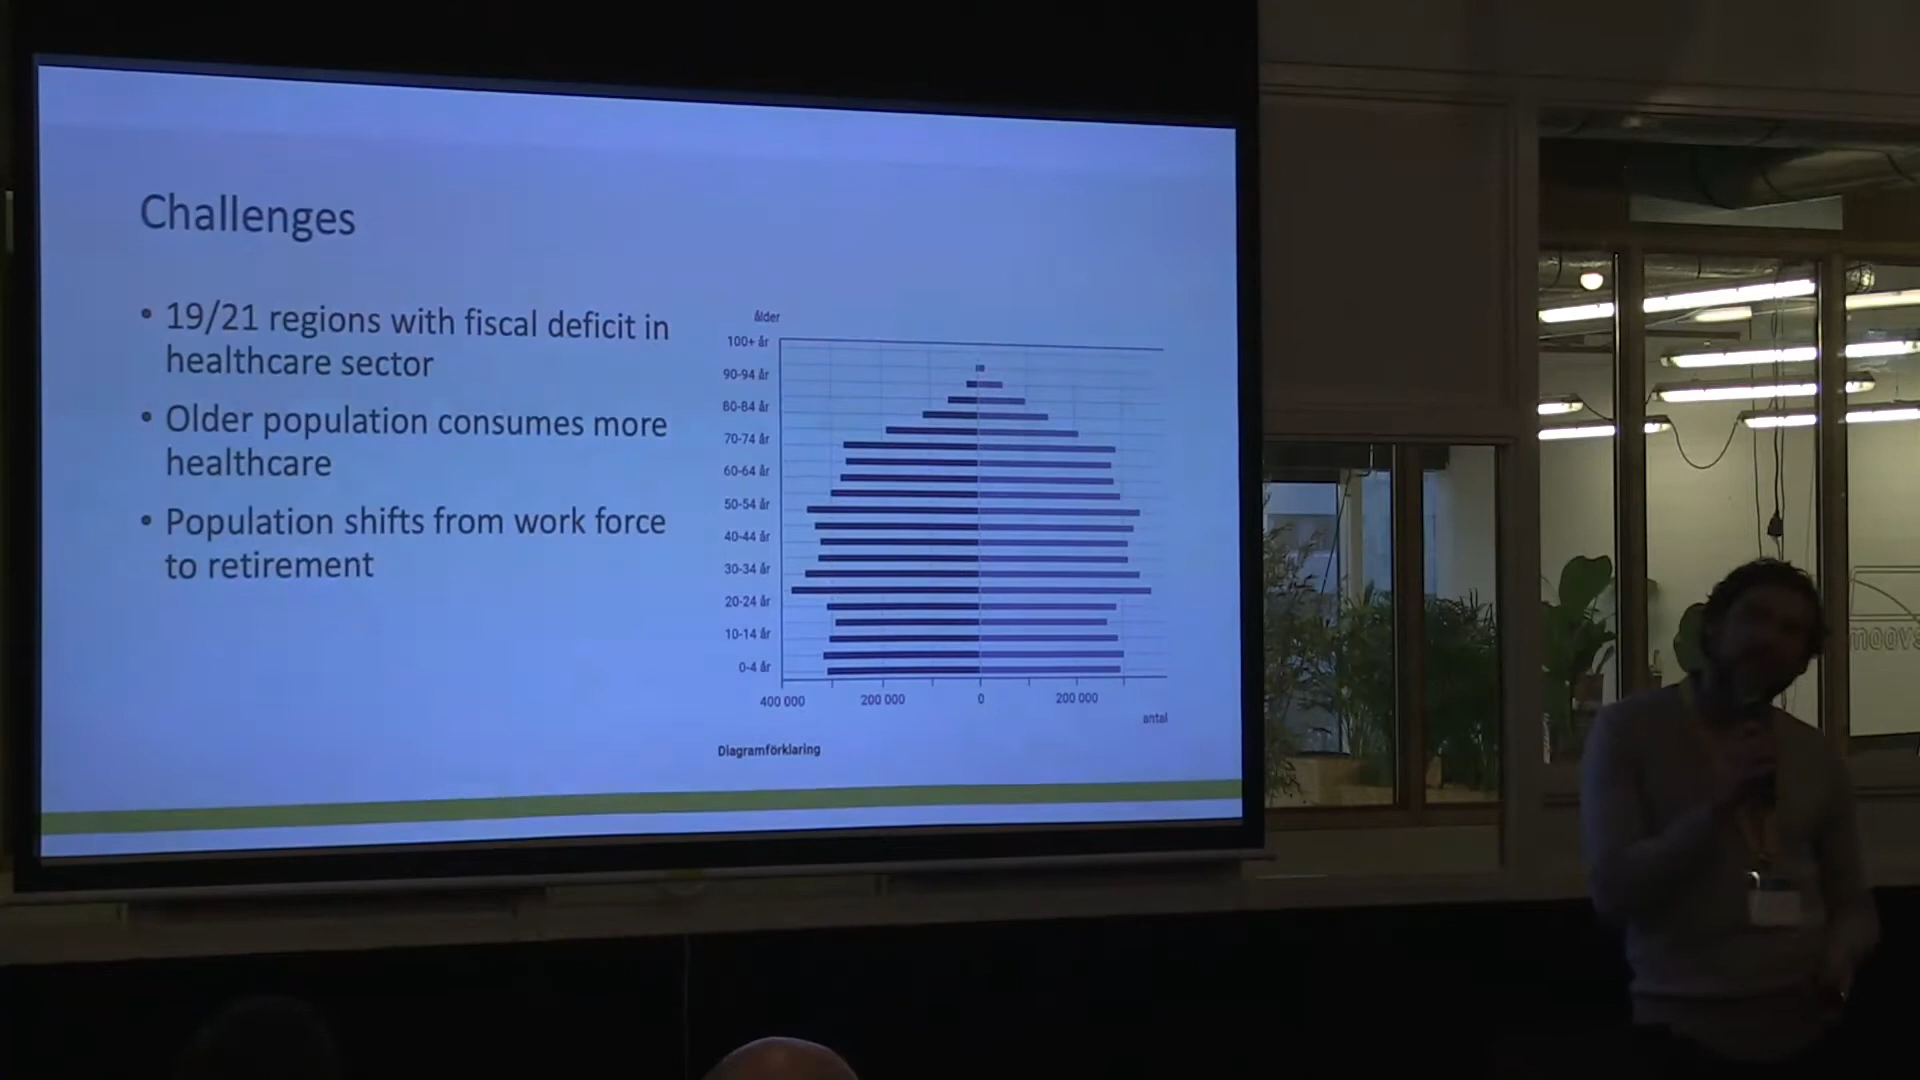 Challenges
• 19/21 regions with fiscal deficit in
healthcare sector
• Older population consumes more
healthcare
• Population shifts from work force
to retirement
ålder
100+ år
90-94 år
80-84 år
70-74 år
60-64 år
50-54 år
40-44 år
30-34 år
20-24 år
10-14 år
0-4 år
400 000
200 000
0
200 000
antal
Diagramförklaring